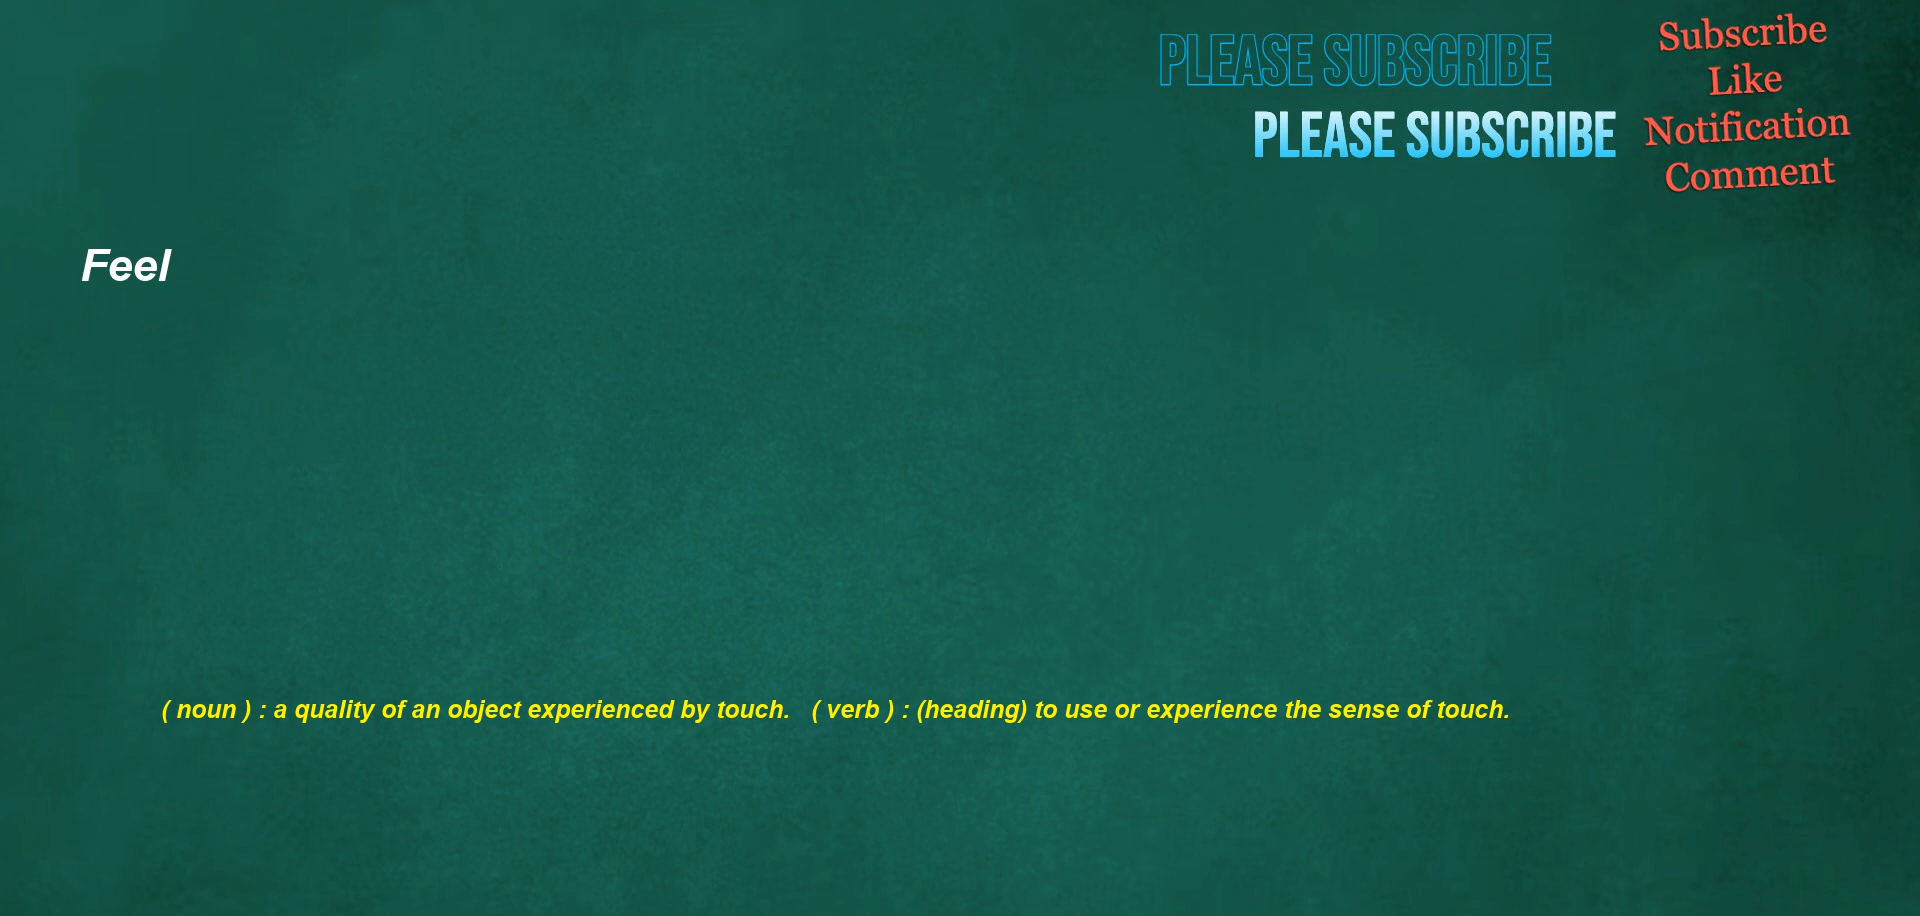 PLEASE SUBSCRIBE
PLEASE SUBSCRIBE
Subscribe
Like
Notification
Comment
Feel
( noun ) : a quality of an object experienced by touch. ( verb ) : (heading) to use or experience the sense of touch.